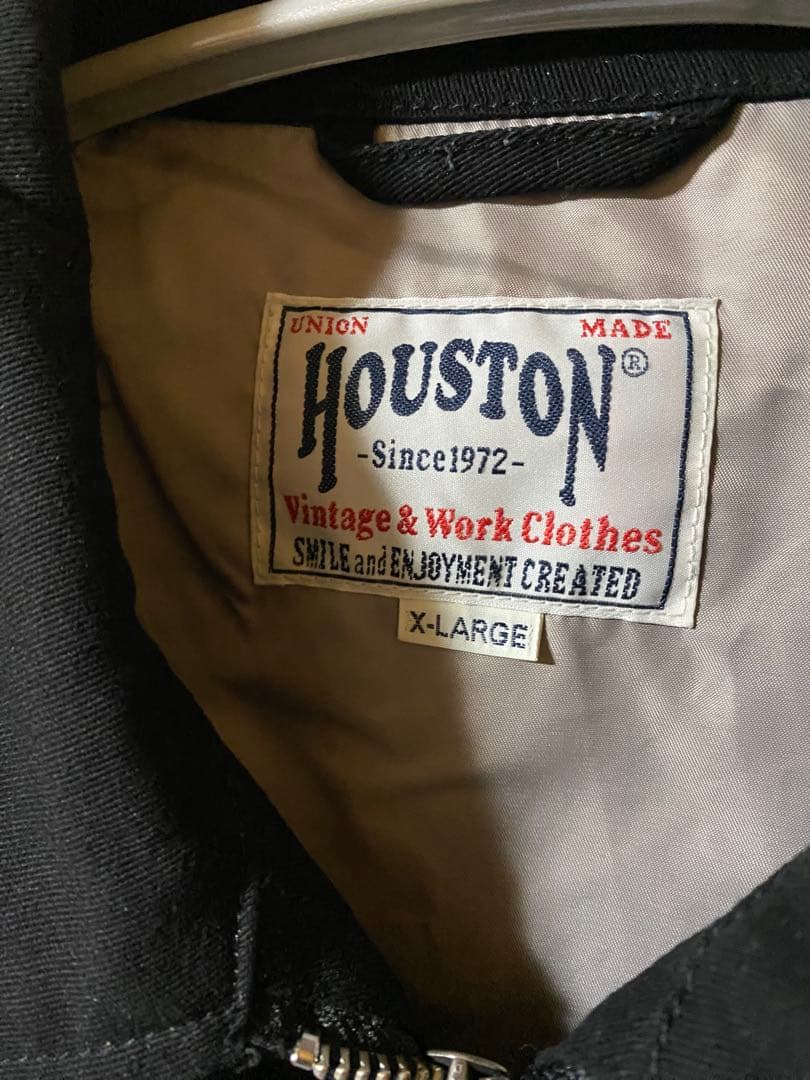 UNION MADE
HOUSTON®
-Since1972-
Vintage & Work Clothes
SMILE and ENJOYMENT CREATED
X-LARGE